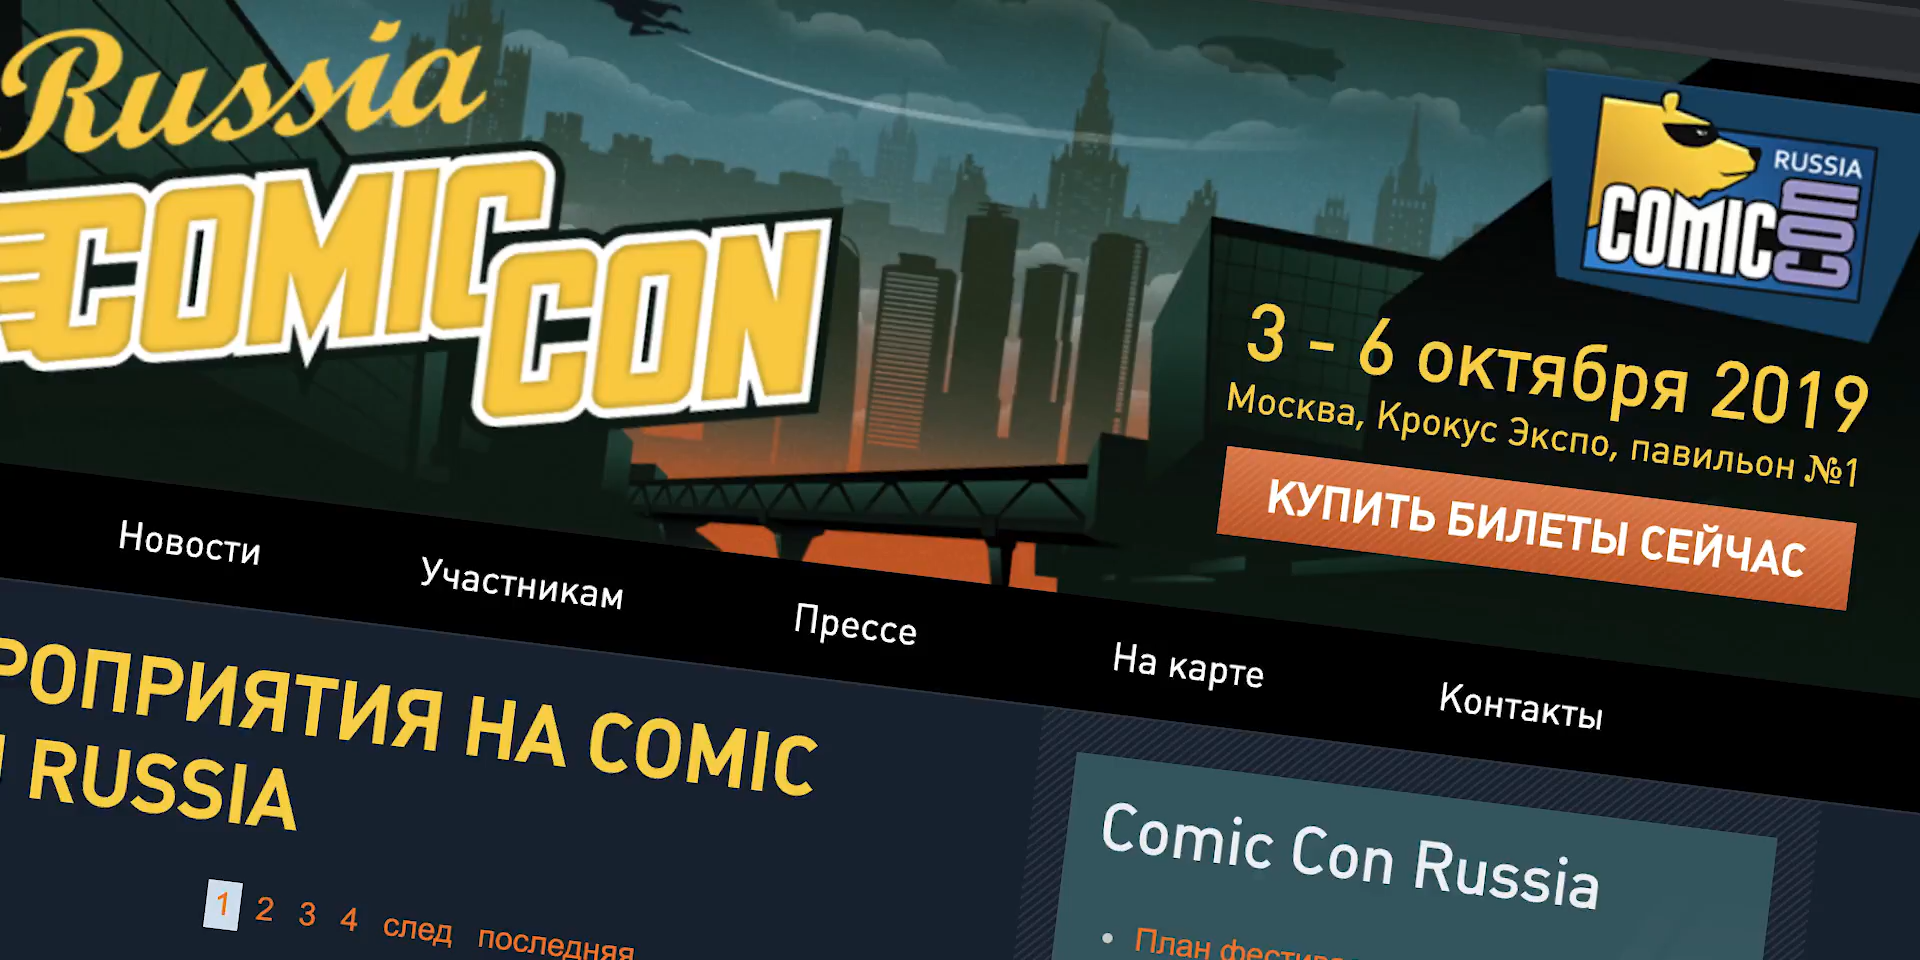 Russia
COMIC
CON
RUSSIA
COMIC
CON
3 - 6 октября 2019
Москва, Крокус Экспо, павильон №1
КУПИТЬ БИЛЕТЫ СЕЙЧАС
Новости
Участникам
Прессе
На карте
Контакты
РОПРИЯТИЯ НА COMIC
RUSSIA
1 2 3 4 след последняя
Comic Con Russia
План